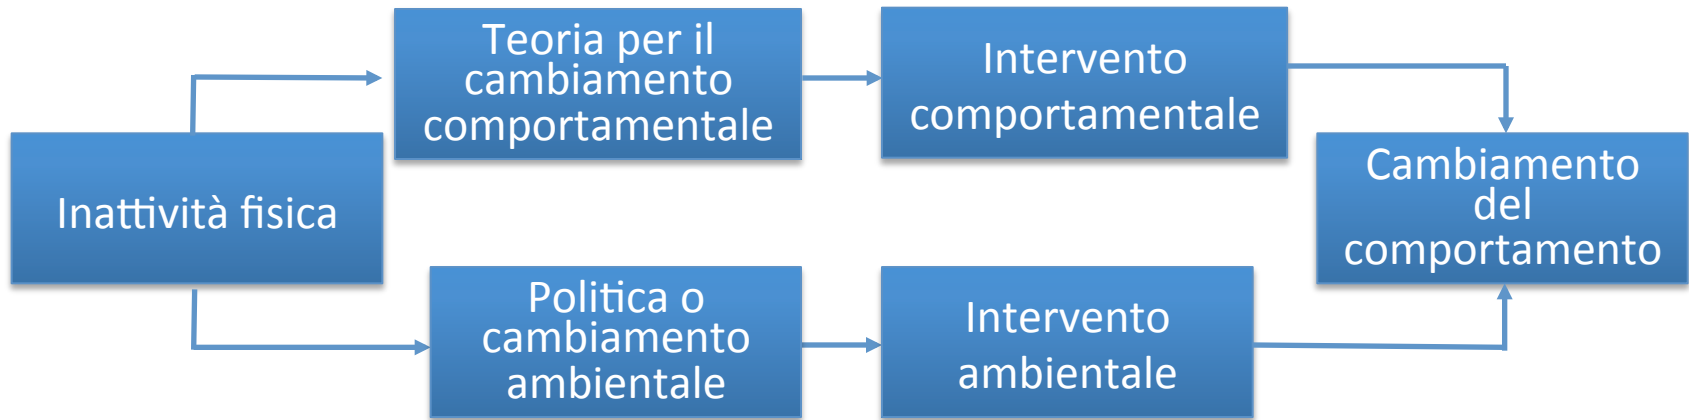 Inattività fisica
Teoria per il
cambiamento
comportamentale
Intervento
comportamentale
Cambiamento
del
comportamento
Politica o
cambiamento
ambientale
Intervento
ambientale